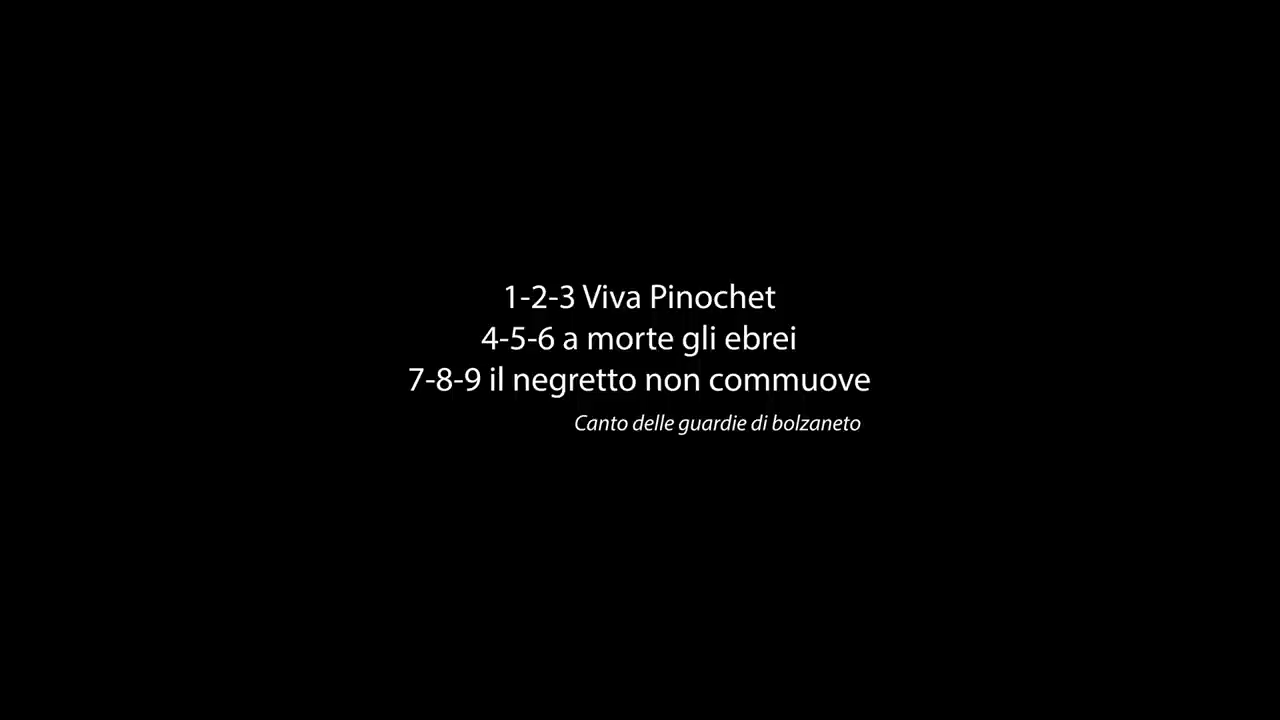 1-2-3 Viva Pinochet
4-5-6 a morte gli ebrei
7-8-9 il negretto non commuove
Canto delle guardie di bolzaneto